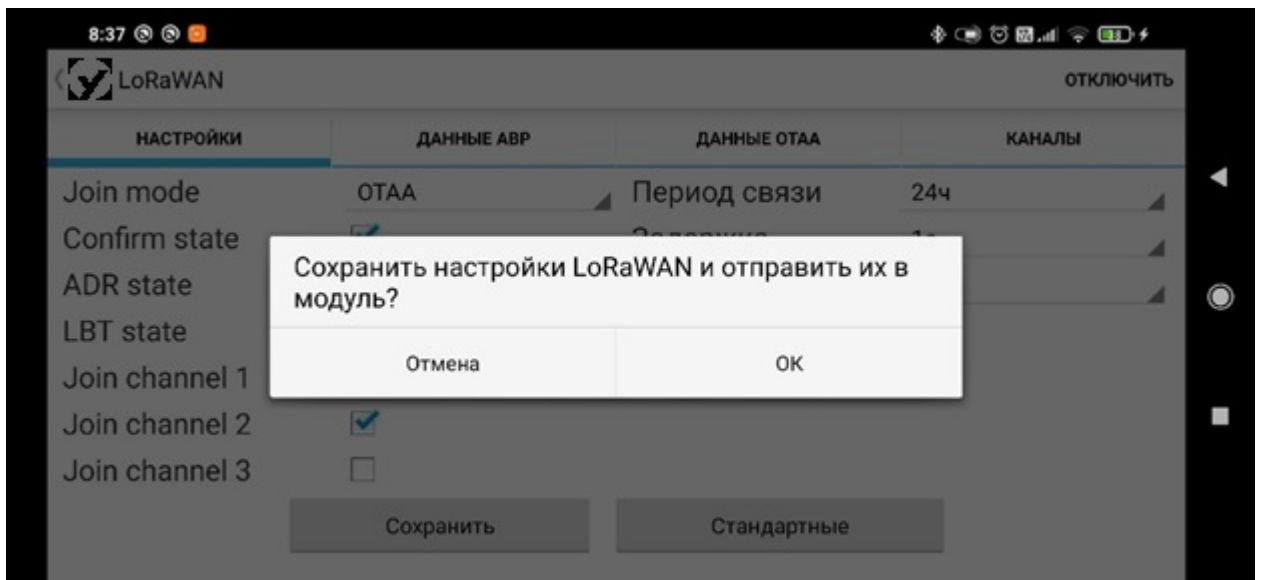 8:37
LoRaWAN
ОТКЛЮЧИТЬ
НАСТРОЙКИ
ДАННЫЕ ABP
ДАННЫЕ OTAA
КАНАЛЫ
Join mode
OTAA
Период связи
24ч
Confirm state
ADR state
LBT state
Join channel 1
Join channel 2
Join channel 3
Сохранить настройки LoRaWAN и отправить их в
модуль?
Отмена
ОК
Сохранить
Стандартные